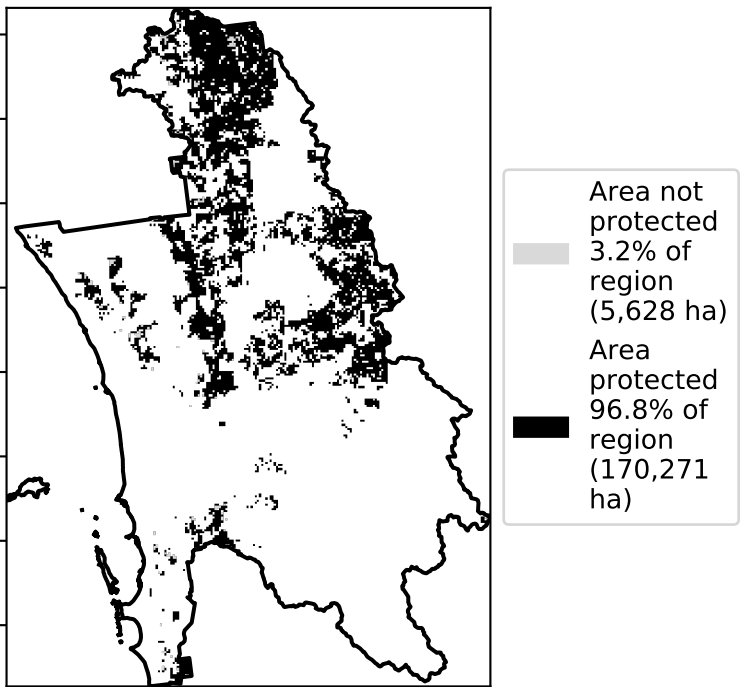 Area not
protected
3.2% of
region
(5,628 ha)
Area
protected
96.8% of
region
(170,271
ha)